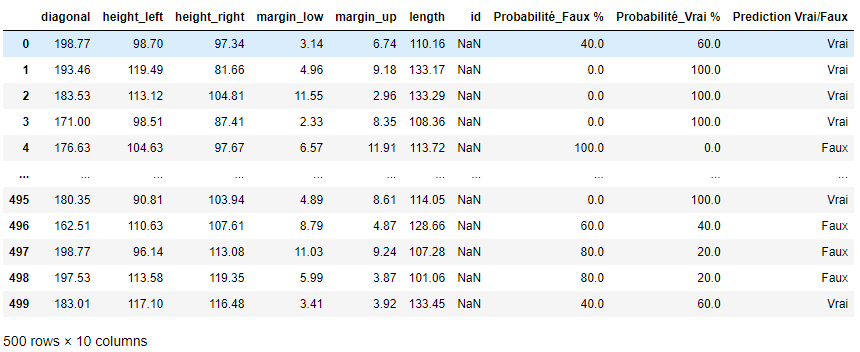 diagonal height_left height_right margin_low margin_up length id Probabilité_Faux % Probabilité_Vrai % Prediction Vrai/Faux
0 198.77 98.70 97.34 3.14 6.74 110.16 NaN 40.0 60.0 Vrai
1 193.46 119.49 81.66 4.96 9.18 133.17 NaN 0.0 100.0 Vrai
2 183.53 113.12 104.81 11.55 2.96 133.29 NaN 0.0 100.0 Vrai
3 171.00 98.51 87.41 2.33 8.35 108.36 NaN 0.0 100.0 Vrai
4 176.63 104.63 97.67 6.57 11.91 113.72 NaN 100.0 0.0 Faux
... ... ... ... ... ... ... ... ... ... ...
495 180.35 90.81 103.94 4.89 8.61 114.05 NaN 0.0 100.0 Vrai
496 162.51 110.63 107.61 8.79 4.87 128.66 NaN 60.0 40.0 Faux
497 198.77 96.14 113.08 11.03 9.24 107.28 NaN 80.0 20.0 Faux
498 197.53 113.58 119.35 5.99 3.87 101.06 NaN 80.0 20.0 Faux
499 183.01 117.10 116.48 3.41 3.92 133.45 NaN 40.0 60.0 Vrai
500 rows × 10 columns